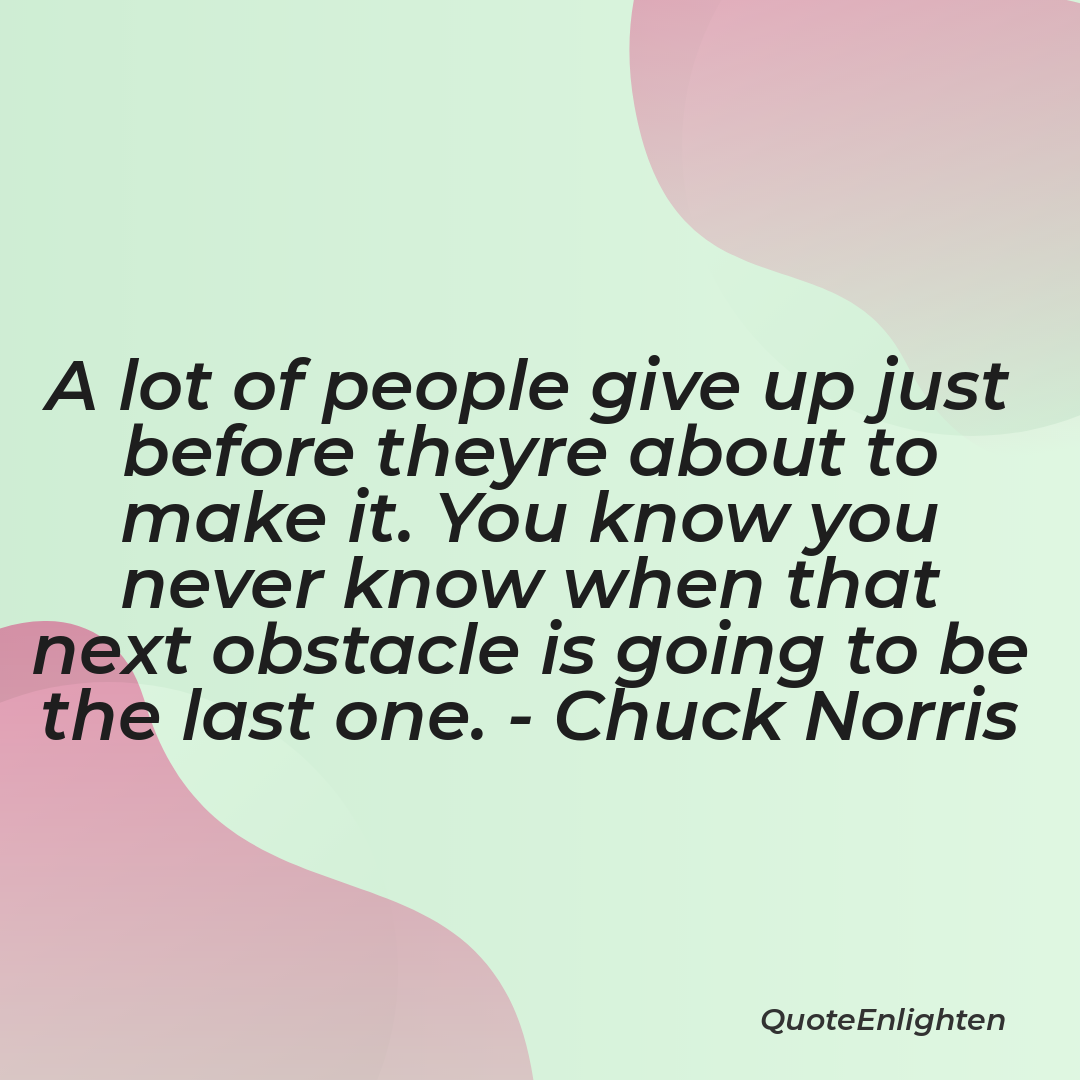 A lot of people give up just
before theyre about to
make it. You know you
never know when that
next obstacle is going to be
the last one. - Chuck Norris
QuoteEnlighten